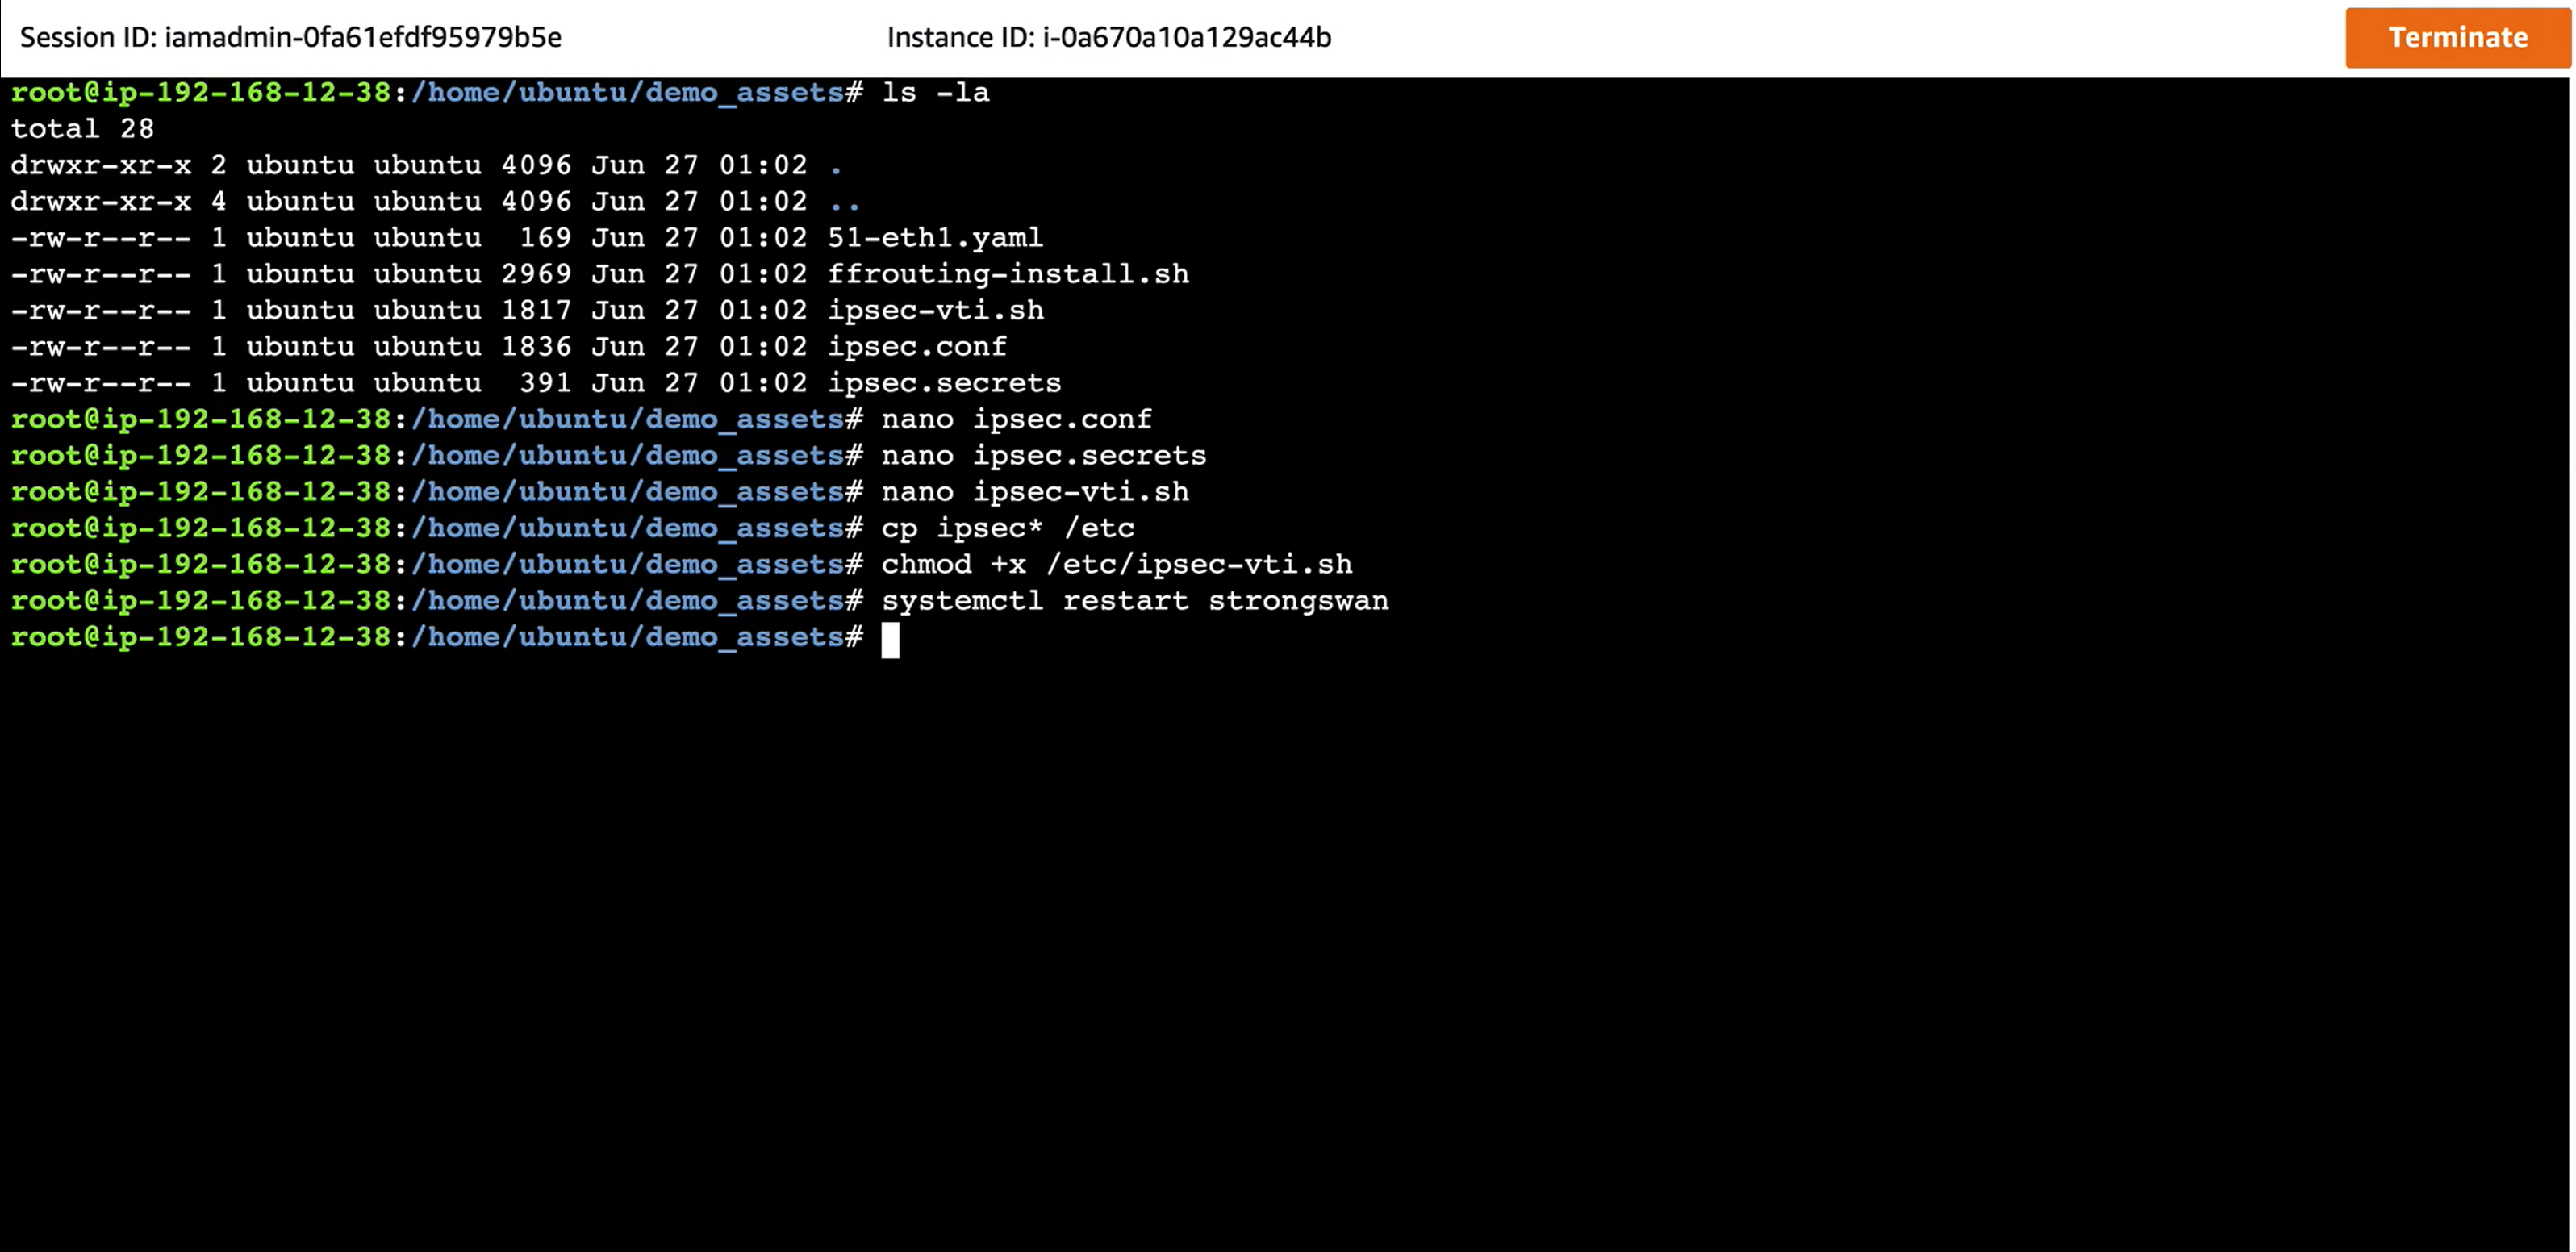 Session ID: iamadmin-0fa61efdf95979b5e Instance ID: i-0a670a10a129ac44b Terminate
root@ip-192-168-12-38:/home/ubuntu/demo_assets# ls -la
total 28
drwxr-xr-x 2 ubuntu ubuntu 4096 Jun 27 01:02 .
drwxr-xr-x 4 ubuntu ubuntu 4096 Jun 27 01:02 ..
-rw-r--r-- 1 ubuntu ubuntu  169 Jun 27 01:02 51-eth1.yaml
-rw-r--r-- 1 ubuntu ubuntu 2969 Jun 27 01:02 ffrouting-install.sh
-rw-r--r-- 1 ubuntu ubuntu 1817 Jun 27 01:02 ipsec-vti.sh
-rw-r--r-- 1 ubuntu ubuntu 1836 Jun 27 01:02 ipsec.conf
-rw-r--r-- 1 ubuntu ubuntu  391 Jun 27 01:02 ipsec.secrets
root@ip-192-168-12-38:/home/ubuntu/demo_assets# nano ipsec.conf
root@ip-192-168-12-38:/home/ubuntu/demo_assets# nano ipsec.secrets
root@ip-192-168-12-38:/home/ubuntu/demo_assets# nano ipsec-vti.sh
root@ip-192-168-12-38:/home/ubuntu/demo_assets# cp ipsec* /etc
root@ip-192-168-12-38:/home/ubuntu/demo_assets# chmod +x /etc/ipsec-vti.sh
root@ip-192-168-12-38:/home/ubuntu/demo_assets# systemctl restart strongswan
root@ip-192-168-12-38:/home/ubuntu/demo_assets#